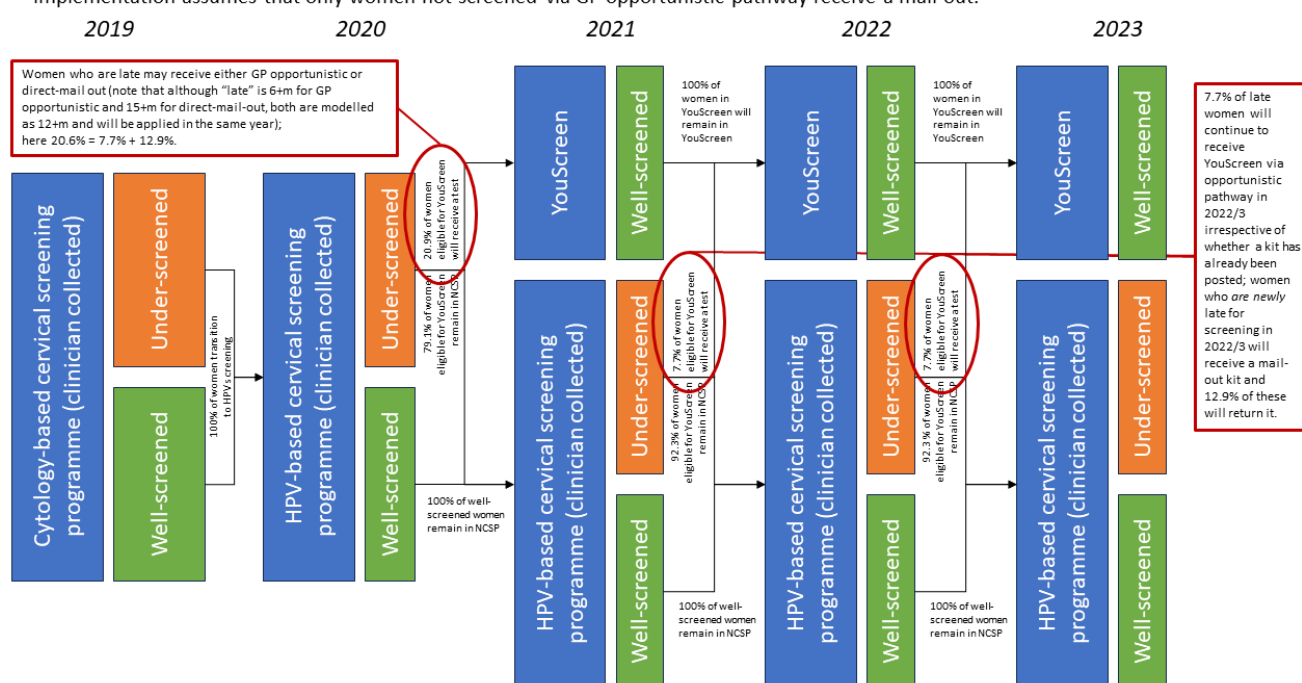 implementation assumes that only women not screened via GP opportunistic pathway receive a mail out.
2019
2020
2021
2022
2023
Women who are late may receive either GP opportunistic or
direct-mail out (note that although "late" is 6+m for GP
opportunistic and 15+m for direct-mail-out, both are modelled
as 12+m and will be applied in the same year);
here 20.6% = 7.7% + 12.9%.
Cytology-based cervical screening
programme (clinician collected)
Under-screened
Well-screened
100% of women transition
to HPVs screening
HPV-based cervical screening
programme (clinician collected)
Under-screened
Well-screened
20.9% of women
eligible for YouScreen
will receive a test
79.1% of women
eligible for YouScreen
remain in NCSP
100% of well-
screened women
remain in NCSP
YouScreen
Well-screened
100% of
women in
YouScreen will
remain in
YouScreen
HPV-based cervical screening
programme (clinician collected)
Under-screened
Well-screened
7.7% of women
eligible for YouScreen
will receive a test
92.3% of women
eligible for YouScreen
remain in NCSP
100% of well-
screened women
remain in NCSP
YouScreen
Well-screened
100% of
women in
YouScreen will
remain in
YouScreen
HPV-based cervical screening
programme (clinician collected)
Under-screened
Well-screened
7.7% of women
eligible for YouScreen
will receive a test
92.3% of women
eligible for YouScreen
remain in NCSP
100% of well-
screened women
remain in NCSP
YouScreen
Well-screened
HPV-based cervical screening
programme (clinician collected)
Under-screened
Well-screened
7.7% of late
women will
continue to
receive
YouScreen via
opportunistic
pathway in
2022/3
irrespective of
whether a kit has
already been
posted; women
who are newly
late for
screening in
2022/3 will
receive a mail-
out kit and
12.9% of these
will return it.